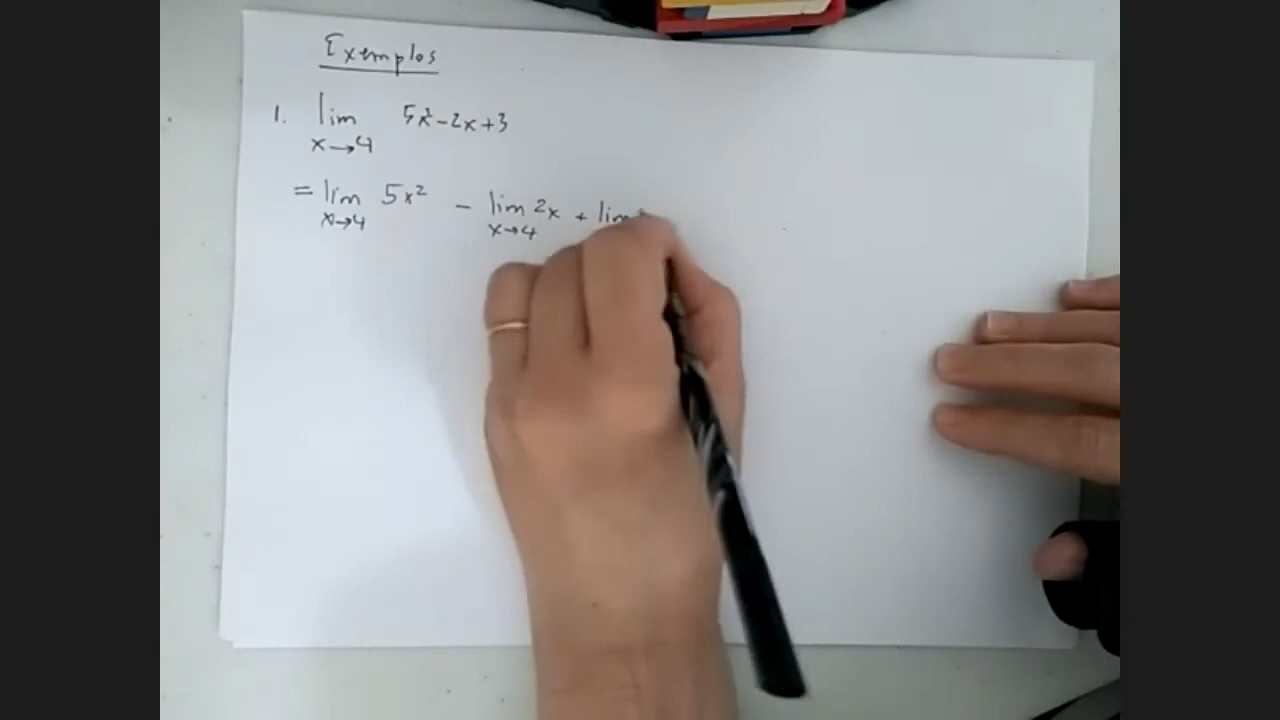 Exemplos
1. lim 5x²-2x+3
x→4
= lim 5x² - lim 2x + lim
x→4 x→4